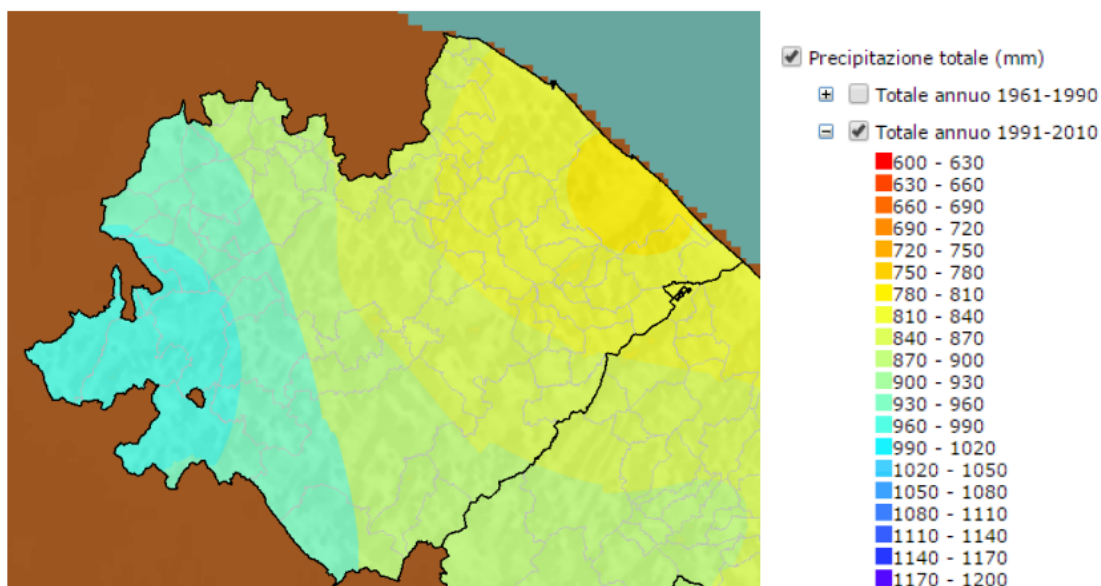 Precipitazione totale (mm)
Totale annuo 1961-1990
Totale annuo 1991-2010
600 - 630
630 - 660
660 - 690
690 - 720
720 - 750
750 - 780
780 - 810
810 - 840
840 - 870
870 - 900
900 - 930
930 - 960
960 - 990
990 - 1020
1020 - 1050
1050 - 1080
1080 - 1110
1110 - 1140
1140 - 1170
1170 - 1200